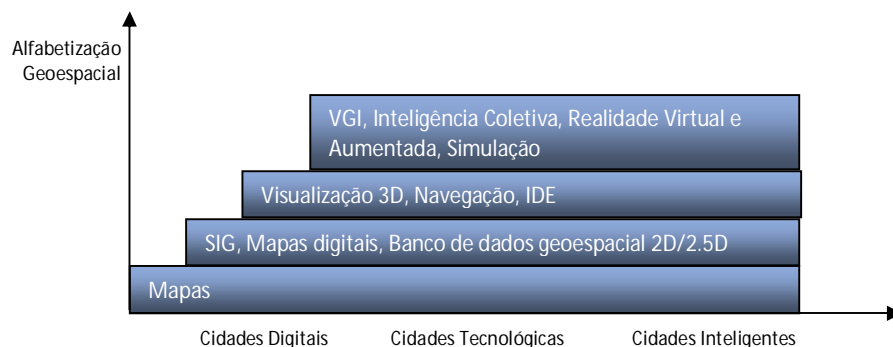 Alfabetização
Geoespacial
VGI, Inteligência Coletiva, Realidade Virtual e
Aumentada, Simulação
Visualização 3D, Navegação, IDE
SIG, Mapas digitais, Banco de dados geoespacial 2D/2.5D
Mapas
Cidades Digitais Cidades Tecnológicas Cidades Inteligentes